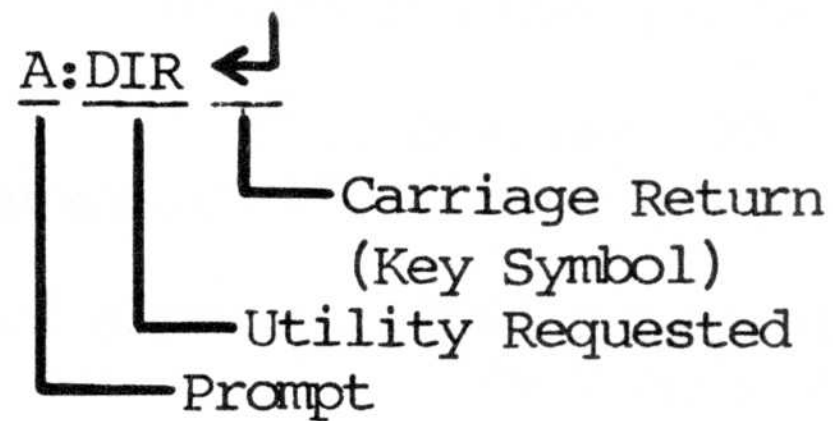 A:DIR ↵
Carriage Return
(Key Symbol)
Utility Requested
Prompt